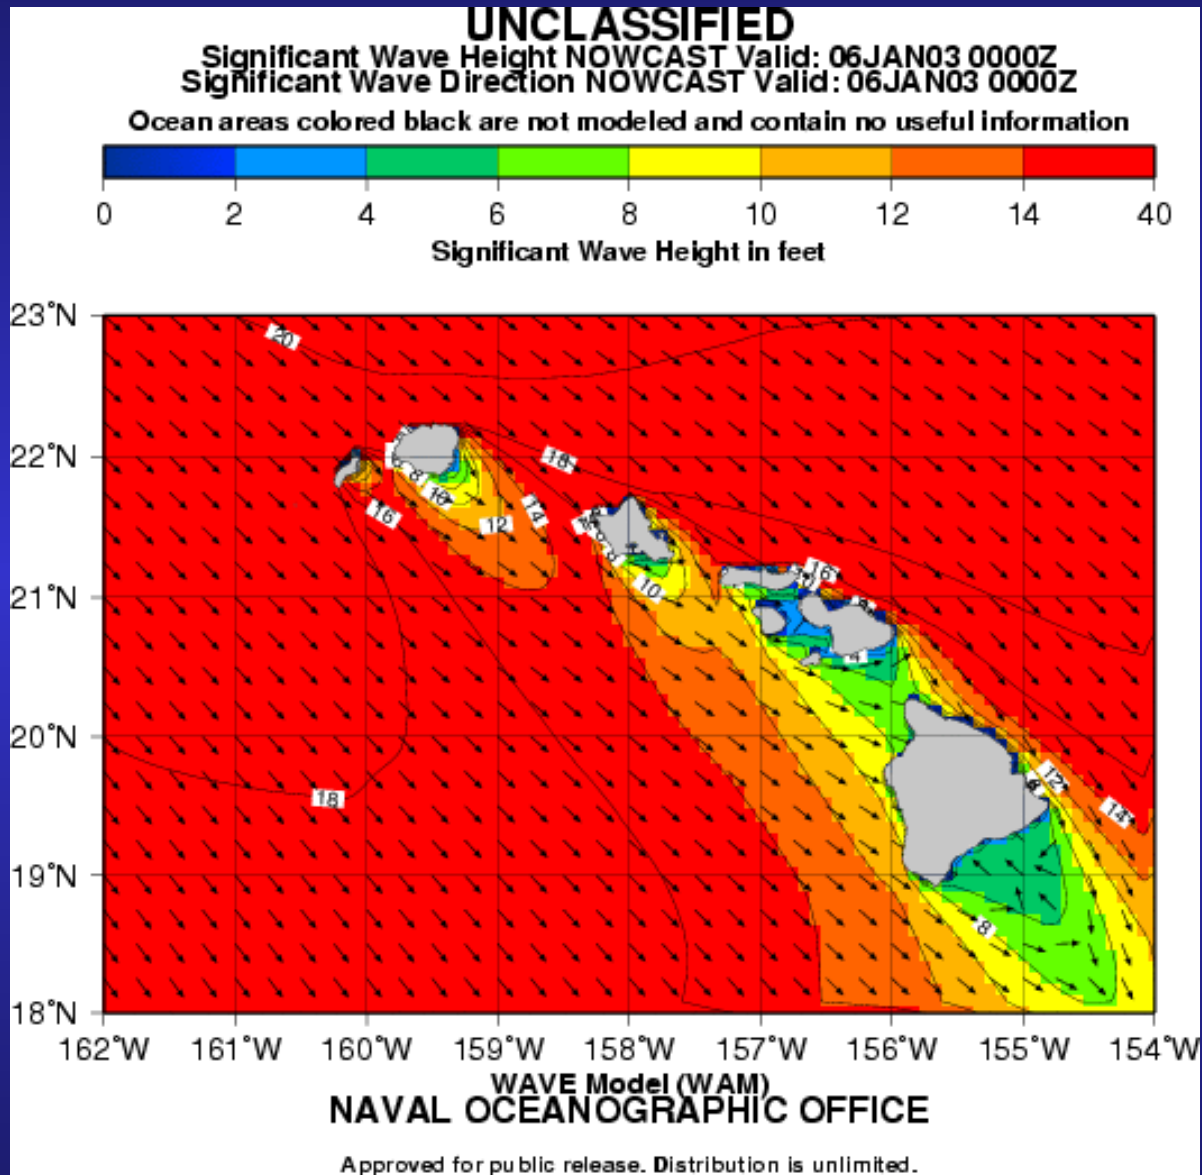 UNCLASSIFIED
Significant Wave Height NOWCAST Valid: 06JAN03 0000Z
Significant Wave Direction NOWCAST Valid: 06JAN03 0000Z
Ocean areas colored black are not modeled and contain no useful information
0 2 4 6 8 10 12 14 40
Significant Wave Height in feet
23°N
20
22°N
18
16
8
10
12
14
21°N
10
16
4
20°N
18
12
14
19°N
8
18°N
162°W 161°W 160°W 159°W 158°W 157°W 156°W 155°W 154°W
WAVE Model (WAM)
NAVAL OCEANOGRAPHIC OFFICE
Approved for public release. Distribution is unlimited.